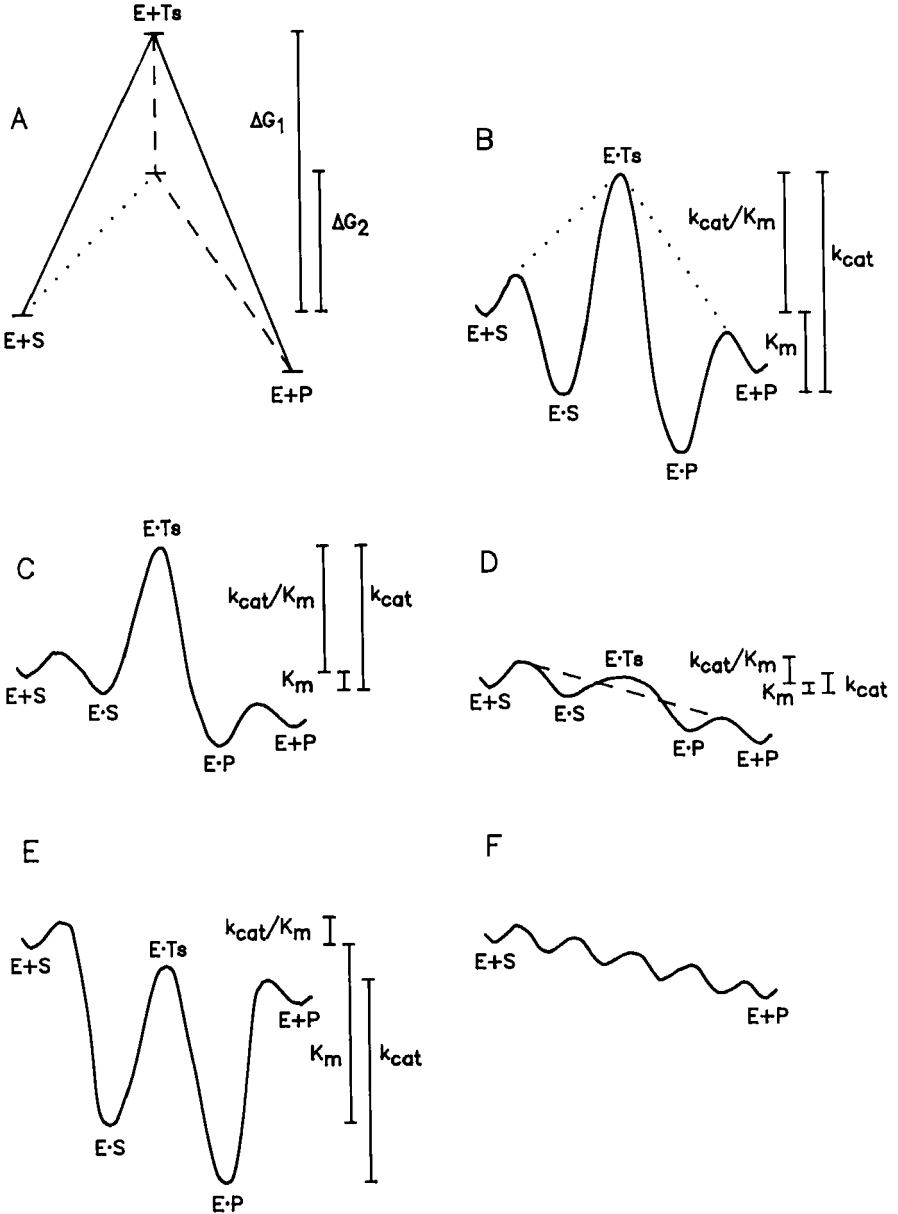 A
E+Ts
ΔG1
ΔG2
E+S
E+P
B
E·Ts
kcat/Km
kcat
Km
E+S
E·S
E+P
E·P
C
E·Ts
kcat/Km
kcat
Km
E+S
E·S
E·P
E+P
D
E·Ts
kcat/Km
Km
kcat
E+S
E·S
E·P
E+P
E
kcat/Km
E·Ts
E+S
E+P
Km
kcat
E·S
E·P
F
E+S
E+P